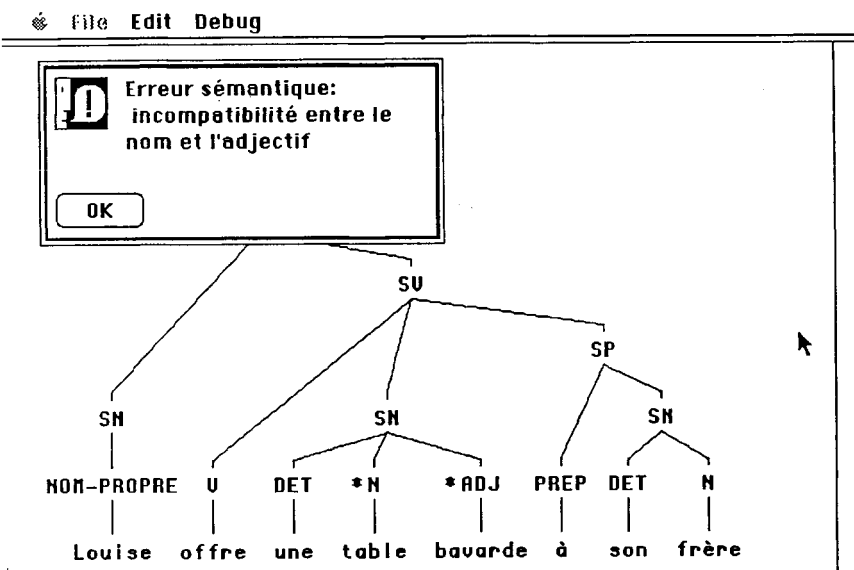 File Edit Debug
Erreur sémantique:
incompatibilité entre le
nom et l'adjectif
OK
SV
SP
SN SN SN
NOM-PROPRE V DET *N *ADJ PREP DET N
Louise offre une table bavarde à son frère